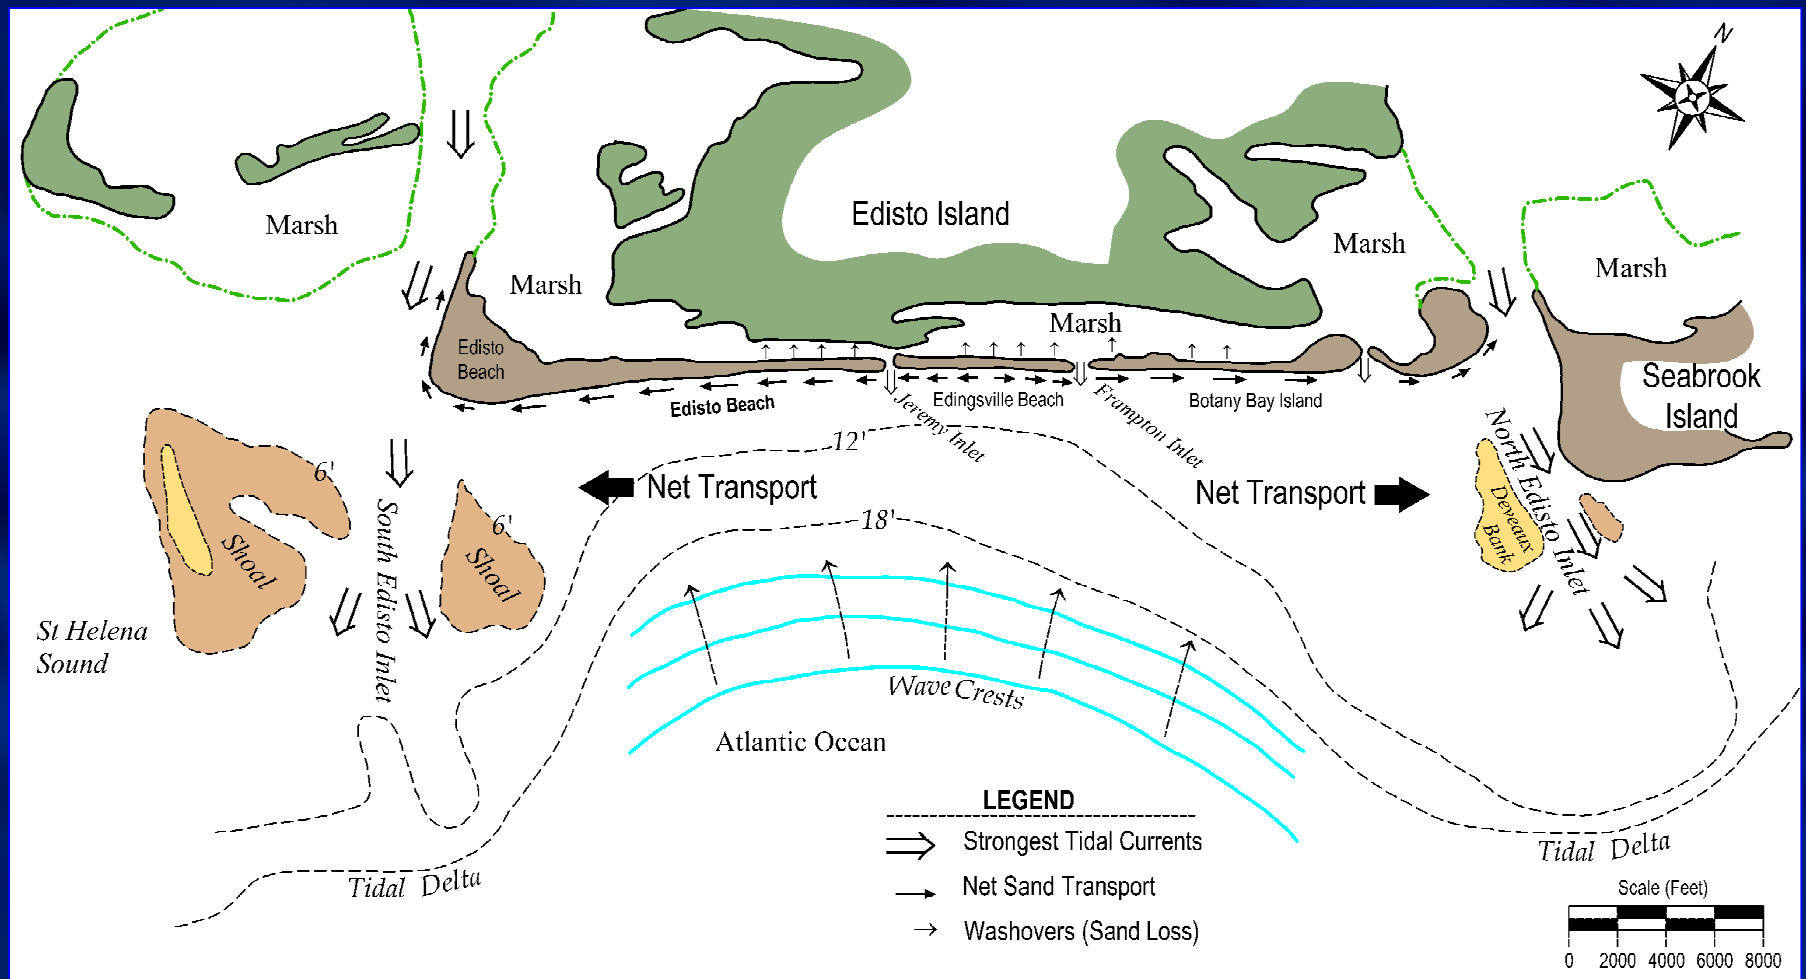 N
Marsh
Edisto Island
Marsh
Marsh
Marsh
Marsh
Edisto
Beach
Seabrook
Island
Edisto Beach
Jeremy Inlet
Edingsville Beach
Frampton Inlet
Botany Bay Island
12'
6'
6'
Shoal
Shoal
South Edisto Inlet
Net Transport
Net Transport
North Edisto Inlet
Deveaux
Bank
18'
St Helena
Sound
Wave Crests
Atlantic Ocean
Tidal Delta
Tidal Delta
LEGEND
Strongest Tidal Currents
Net Sand Transport
Washovers (Sand Loss)
Scale (Feet)
0 2000 4000 6000 8000